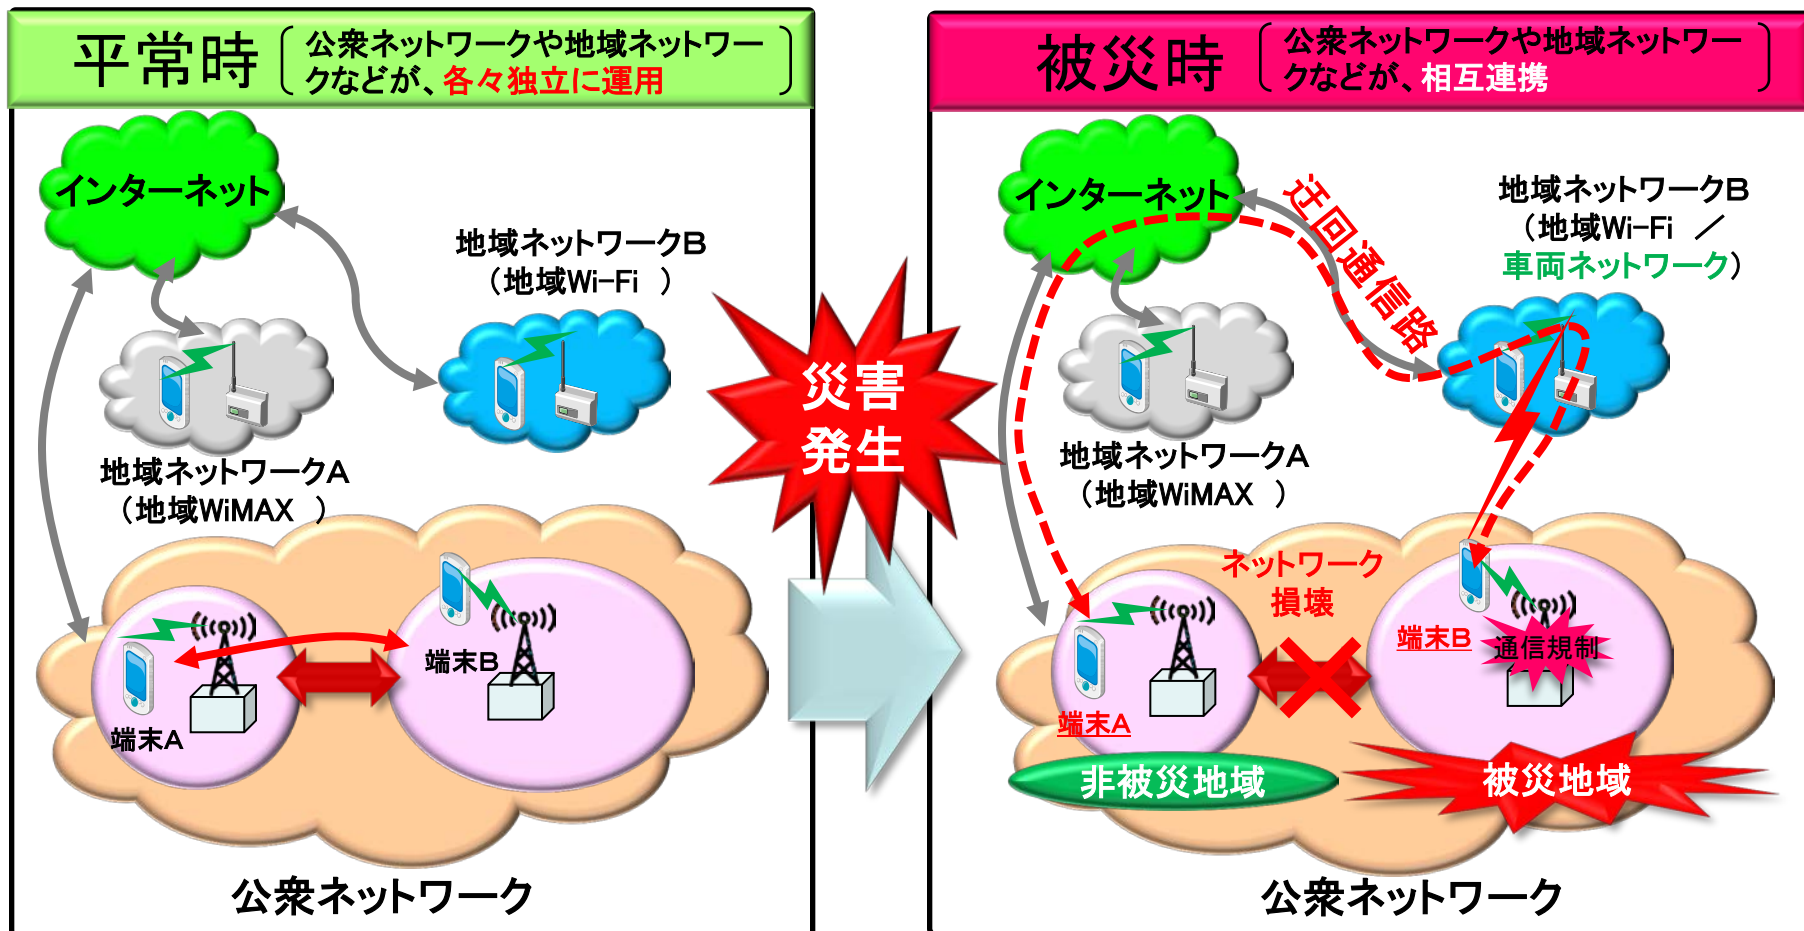 平常時
公衆ネットワークや地域ネットワー
クなどが、各々独立に運用
インターネット
地域ネットワークB
（地域Wi-Fi ）
地域ネットワークA
（地域WiMAX ）
端末B
端末A
公衆ネットワーク
災害
発生
被災時
公衆ネットワークや地域ネットワー
クなどが、相互連携
インターネット
迂回通信路
地域ネットワークB
（地域Wi-Fi ／
車両ネットワーク）
地域ネットワークA
（地域WiMAX ）
ネットワーク
損壊
端末B
通信規制
端末A
非被災地域
被災地域
公衆ネットワーク